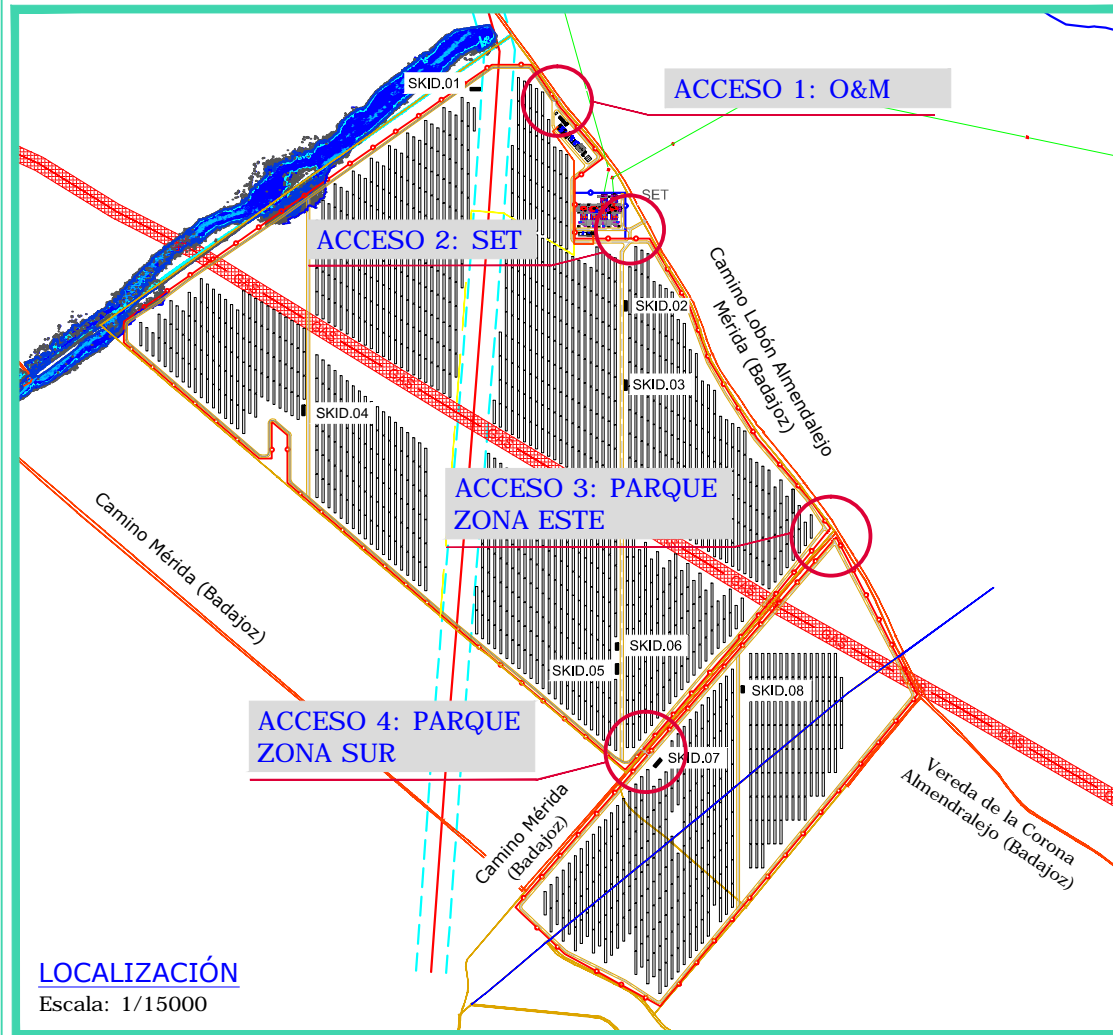 SKID.01
ACCESO 1: O&M
SET
ACCESO 2: SET
SKID.02
Camino Lobón Almendalejo
Mérida (Badajoz)
SKID.03
SKID.04
ACCESO 3: PARQUE
ZONA ESTE
Camino Mérida (Badajoz)
SKID.06
SKID.05
SKID.08
ACCESO 4: PARQUE
ZONA SUR
SKID.07
Vereda de la Corona
Almendralejo (Badajoz)
Camino Mérida
(Badajoz)
LOCALIZACIÓN
Escala: 1/15000